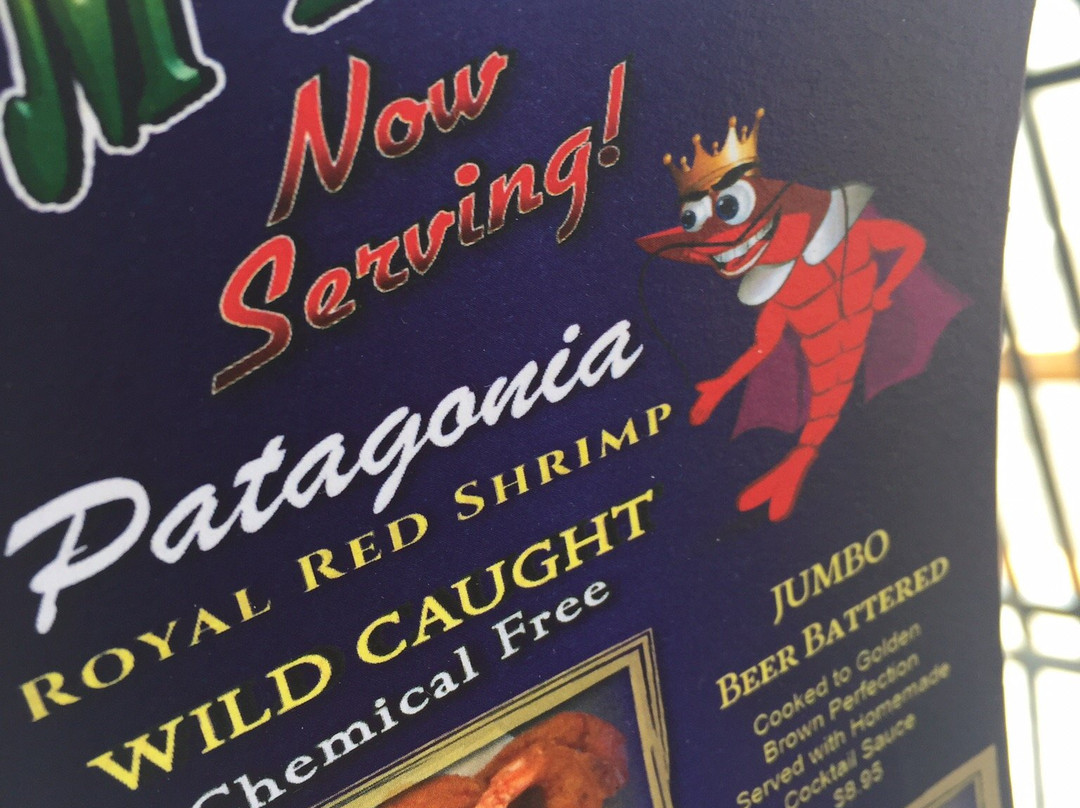 Now
Serving!
Patagonia
ROYAL RED SHRIMP
WILD CAUGHT
Chemical Free
JUMBO
BEER BATTERED
Cooked to Golden
Brown Perfection
Served with Homemade
Cocktail Sauce
$8.95